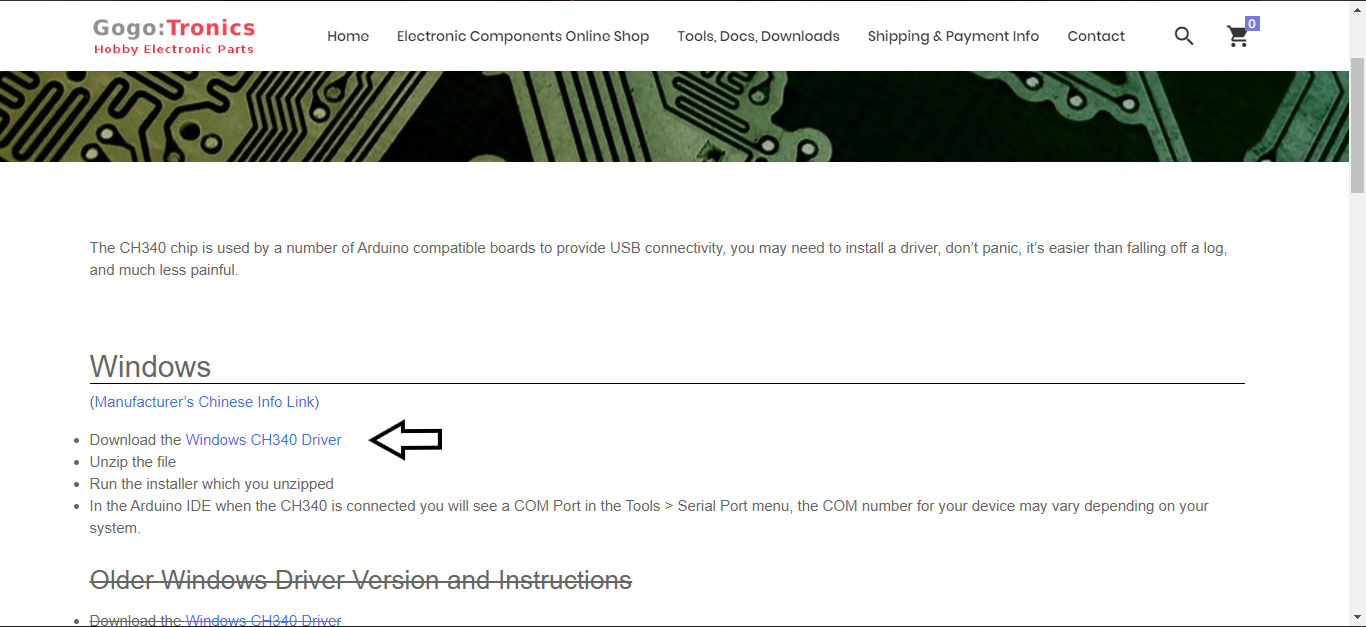 Gogo:Tronics
Hobby Electronic Parts
Home
Electronic Components Online Shop
Tools, Docs, Downloads
Shipping & Payment Info
Contact
0
The CH340 chip is used by a number of Arduino compatible boards to provide USB connectivity, you may need to install a driver, don’t panic, it’s easier than falling off a log,
and much less painful.
Windows
(Manufacturer’s Chinese Info Link)
• Download the Windows CH340 Driver
• Unzip the file
• Run the installer which you unzipped
• In the Arduino IDE when the CH340 is connected you will see a COM Port in the Tools > Serial Port menu, the COM number for your device may vary depending on your
system.
Older Windows Driver Version and Instructions
• Download the Windows CH340 Driver